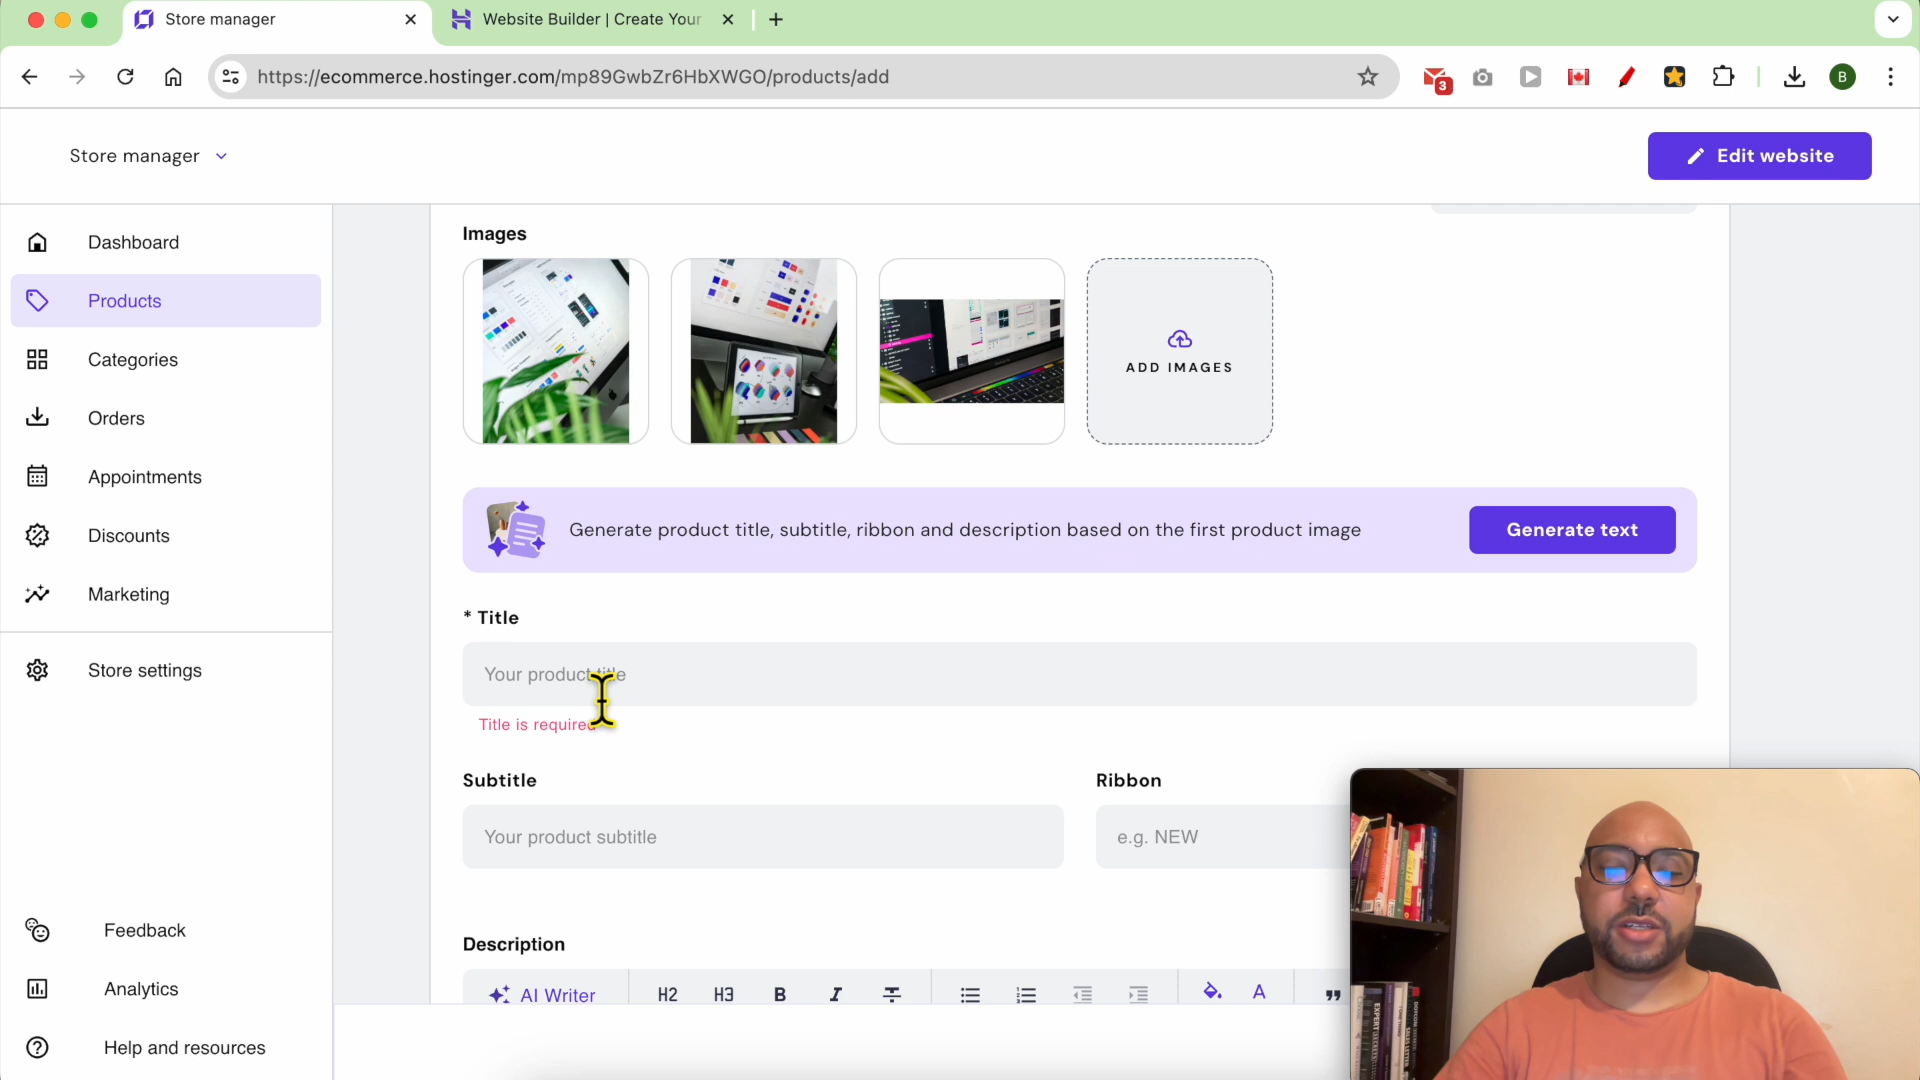 Store manager
Website Builder | Create Your
https://ecommerce.hostinger.com/mp89GwbZr6HbXWGO/products/add
3
B
Store manager
Edit website
Dashboard
Products
Categories
Orders
Appointments
Discounts
Marketing
Store settings
Feedback
Analytics
Help and resources
Images
ADD IMAGES
Generate product title, subtitle, ribbon and description based on the first product image
Generate text
* Title
Your product title
Title is required
Subtitle
Ribbon
Your product subtitle
e.g. NEW
Description
AI Writer
H2
H3
B
I
T
A